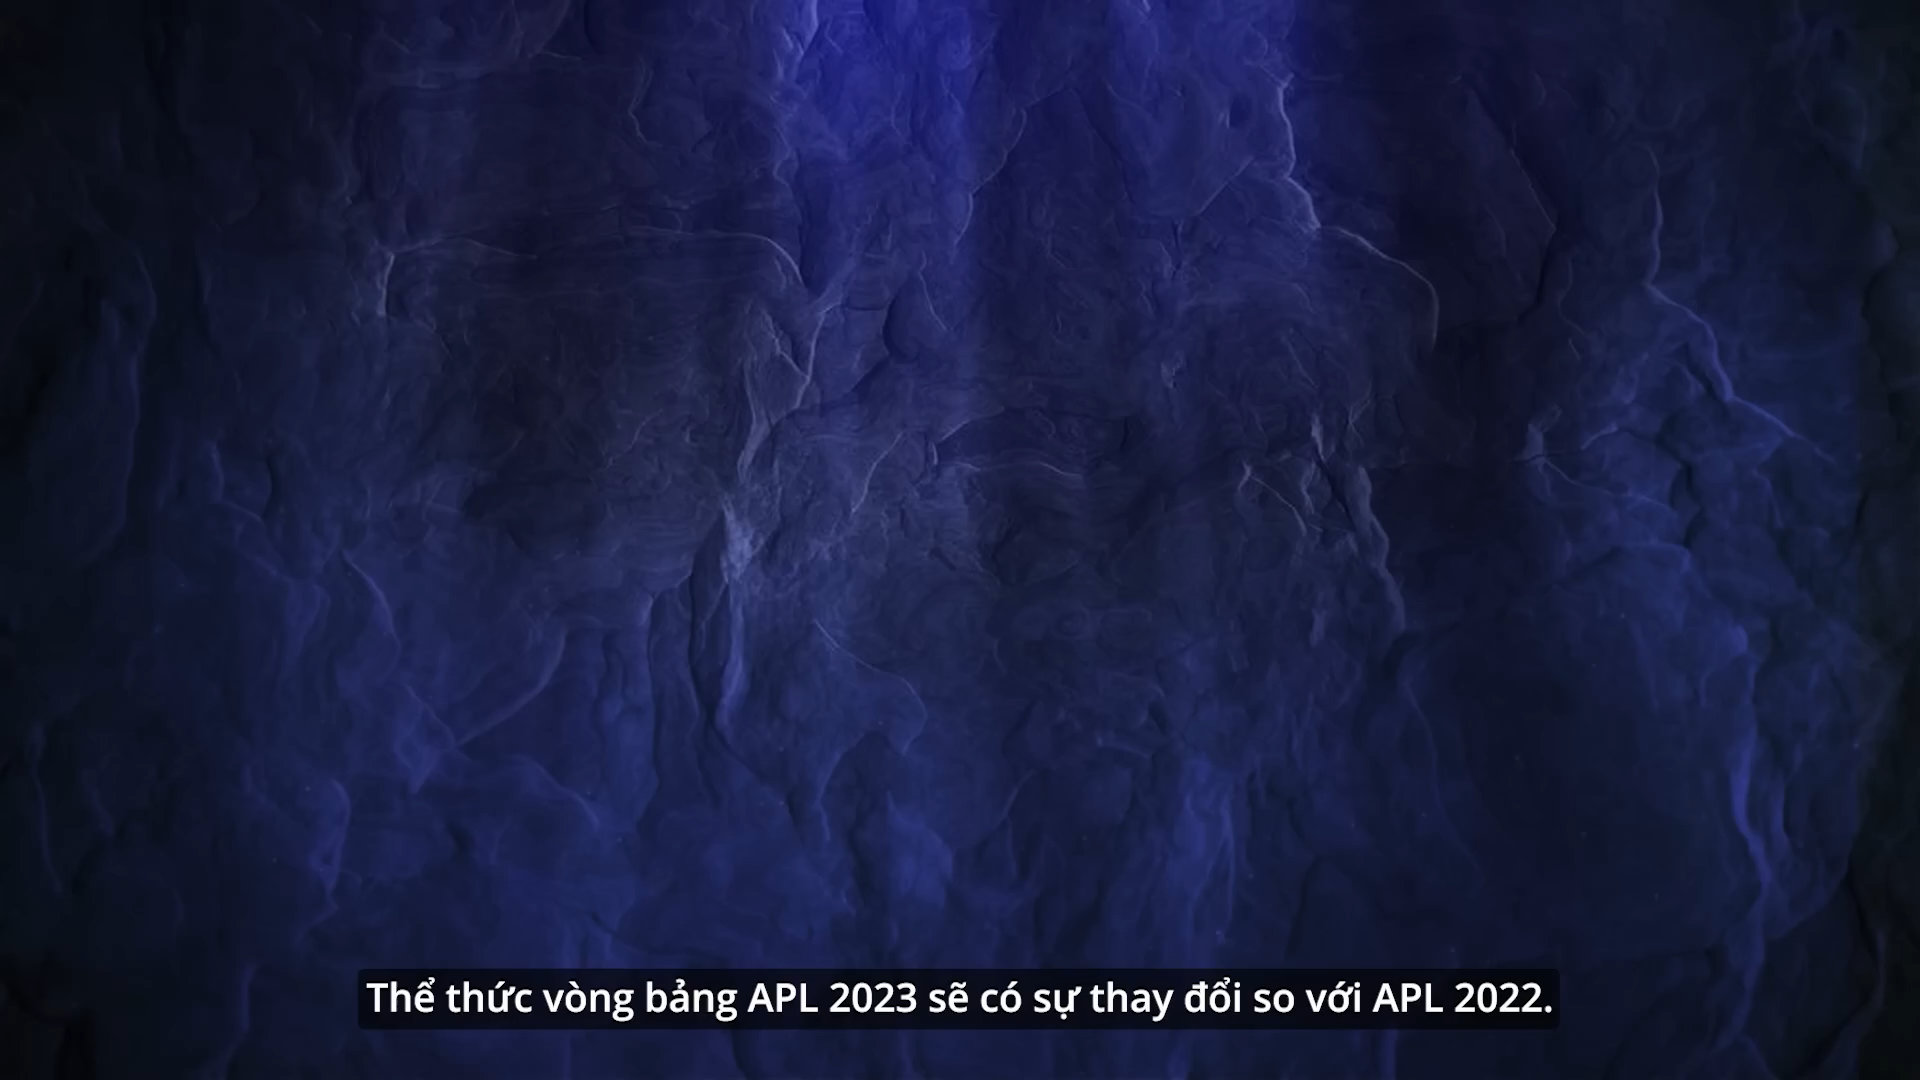 Thể thức vòng bảng APL 2023 sẽ có sự thay đổi so với APL 2022.